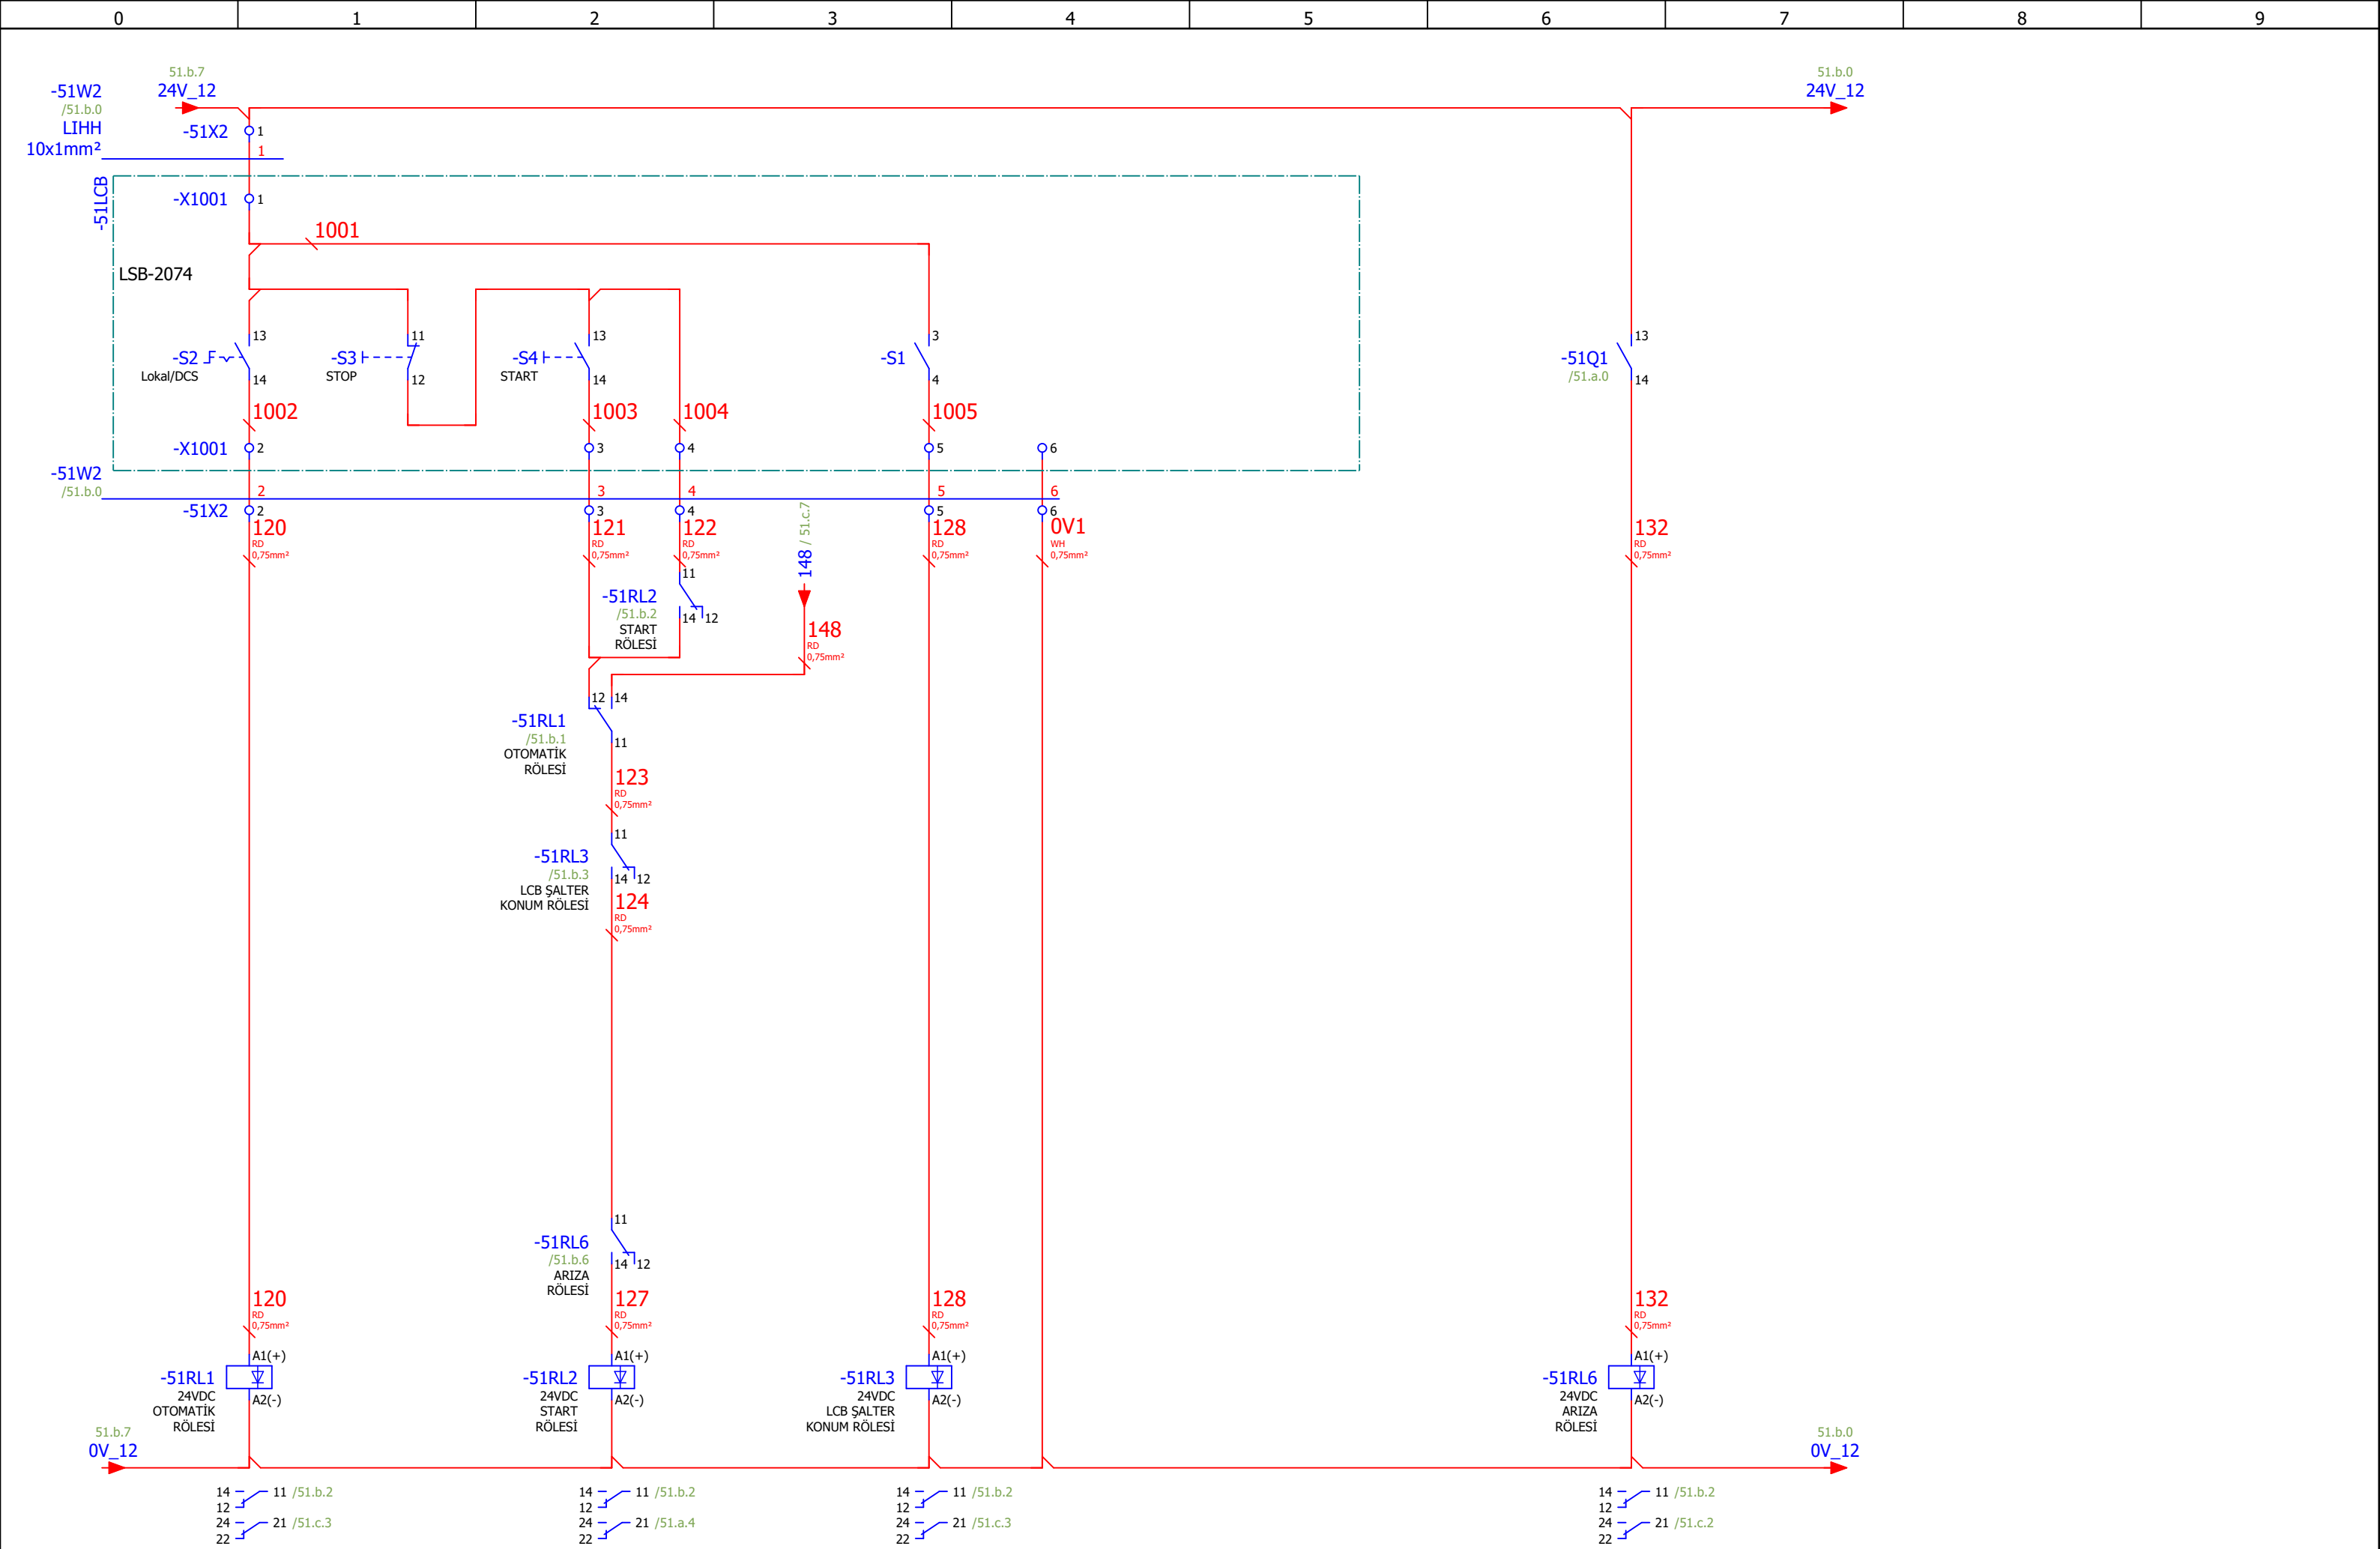 0 1 2 3 4 5 6 7 8 9
51.b.7
24V_12
51.b.0
24V_12
-51W2
/51.b.0
LIHH
10x1mm²
-51X2 1
1
-51LCB
-X1001 1
1001
LSB-2074
-S2
Lokal/DCS
13
14
-S3
STOP
11
12
-S4
START
13
14
-S1
3
4
-51Q1
/51.a.0
13
14
1002 1003 1004 1005
-X1001 2 3 4 5 6
-51W2
/51.b.0
2 3 4 5 6
-51X2 2 3 4 5 6
120
RD
0,75mm²
121
RD
0,75mm²
122
RD
0,75mm²
148 / 51.c.7
128
RD
0,75mm²
0V1
WH
0,75mm²
132
RD
0,75mm²
-51RL2
/51.b.2
START
RÖLESİ
11
14 12
148
RD
0,75mm²
-51RL1
/51.b.1
OTOMATİK
RÖLESİ
12 14
11
123
RD
0,75mm²
-51RL3
/51.b.3
LCB ŞALTER
KONUM RÖLESİ
11
14 12
124
RD
0,75mm²
-51RL6
/51.b.6
ARIZA
RÖLESİ
11
14 12
120
RD
0,75mm²
127
RD
0,75mm²
128
RD
0,75mm²
132
RD
0,75mm²
-51RL1
24VDC
OTOMATİK
RÖLESİ
A1(+)
A2(-)
-51RL2
24VDC
START
RÖLESİ
A1(+)
A2(-)
-51RL3
24VDC
LCB ŞALTER
KONUM RÖLESİ
A1(+)
A2(-)
-51RL6
24VDC
ARIZA
RÖLESİ
A1(+)
A2(-)
51.b.7
0V_12
51.b.0
0V_12
14 11 /51.b.2
12
24 21 /51.c.3
22
14 11 /51.b.2
12
24 21 /51.a.4
22
14 11 /51.b.2
12
24 21 /51.c.3
22
14 11 /51.b.2
12
24 21 /51.c.2
22